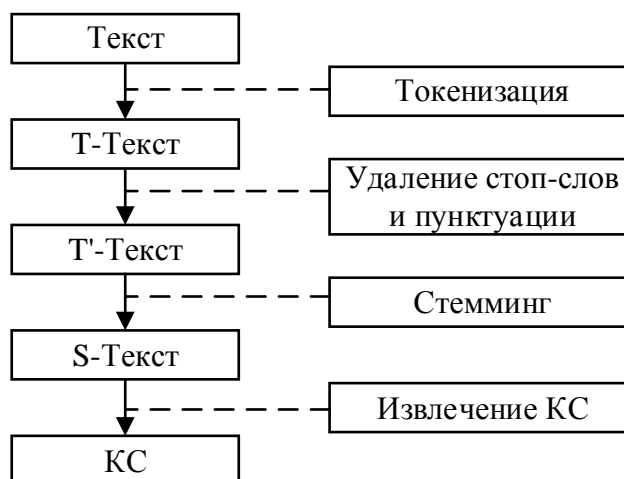 Текст
Токенизация
Т-Текст
Удаление стоп-слов
и пунктуации
Т'-Текст
Стемминг
S-Текст
Извлечение КС
КС